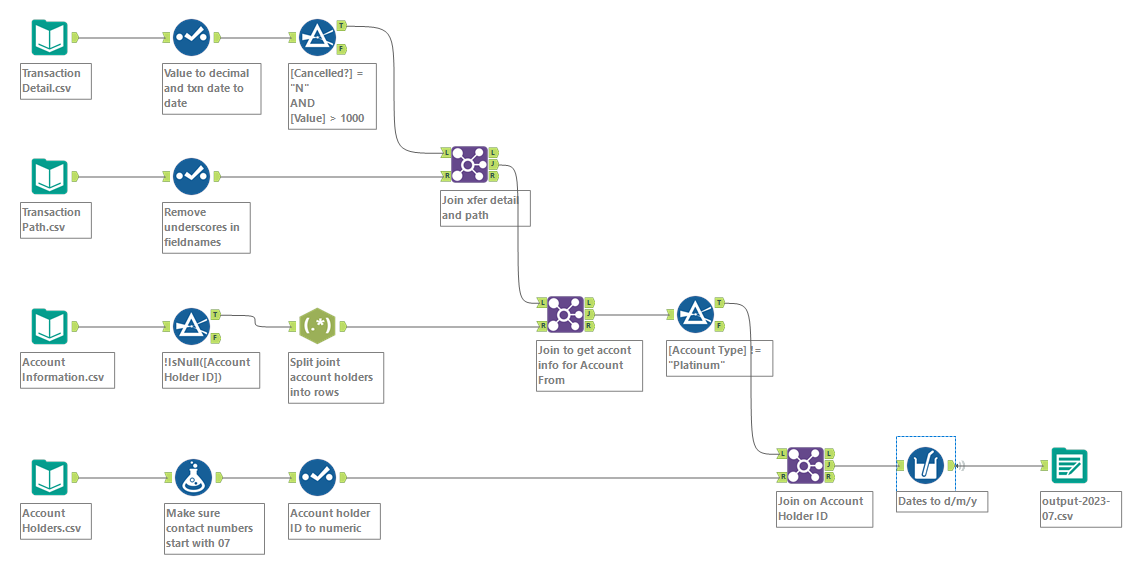 T
F
Transaction
Detail.csv
Value to decimal
and txn date to
date
[Cancelled?] =
"N"
AND
[Value] > 1000
L
R
L
J
R
Join xfer detail
and path
Transaction
Path.csv
Remove
underscores in
fieldnames
T
F
(.*)
L
R
L
J
R
T
F
Account
Information.csv
!IsNull([Account
Holder ID])
Split joint
account holders
into rows
Join to get accont
info for Account
From
[Account Type] !=
"Platinum"
L
R
L
J
R
Account
Holders.csv
Make sure
contact numbers
start with 07
Account holder
ID to numeric
Join on Account
Holder ID
Dates to d/m/y
output-2023-
07.csv